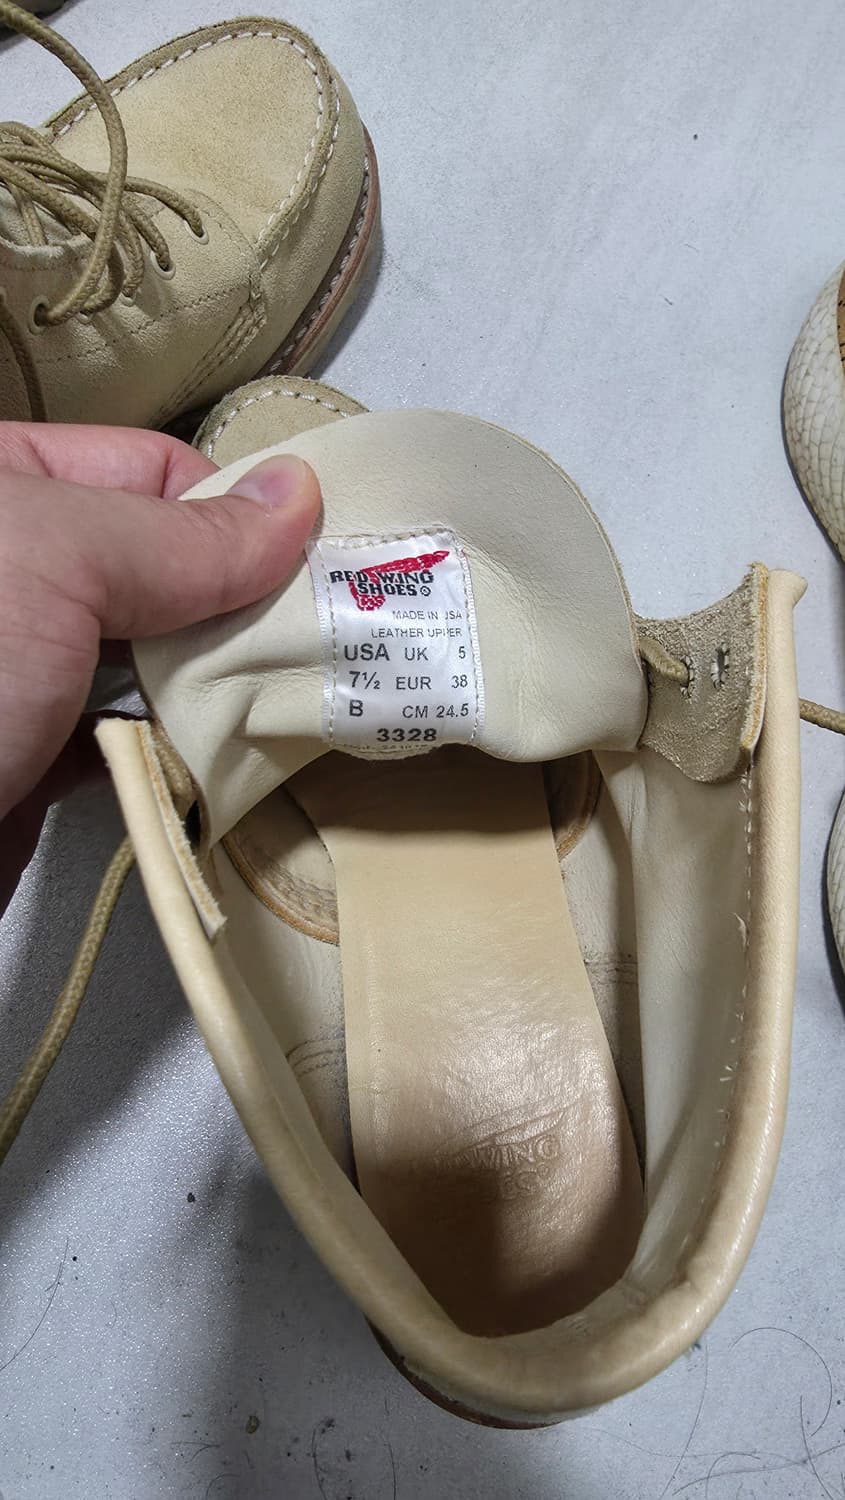 RED WING
SHOES®
MADE IN USA
LEATHER UPPER
USA UK 5
7½ EUR 38
B CM 24.5
3328
WING